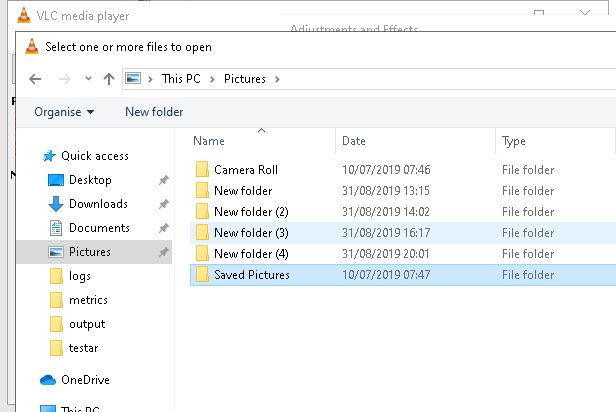 VLC media player
Adjustments and Effects
Select one or more files to open
This PC > Pictures >
Organise New folder
Name Date Type
Quick access
Desktop
Downloads
Documents
Pictures
logs
metrics
output
testar
OneDrive
This PC
Camera Roll 10/07/2019 07:46 File folder
New folder 31/08/2019 13:15 File folder
New folder (2) 31/08/2019 14:02 File folder
New folder (3) 31/08/2019 16:17 File folder
New folder (4) 31/08/2019 20:01 File folder
Saved Pictures 10/07/2019 07:47 File folder